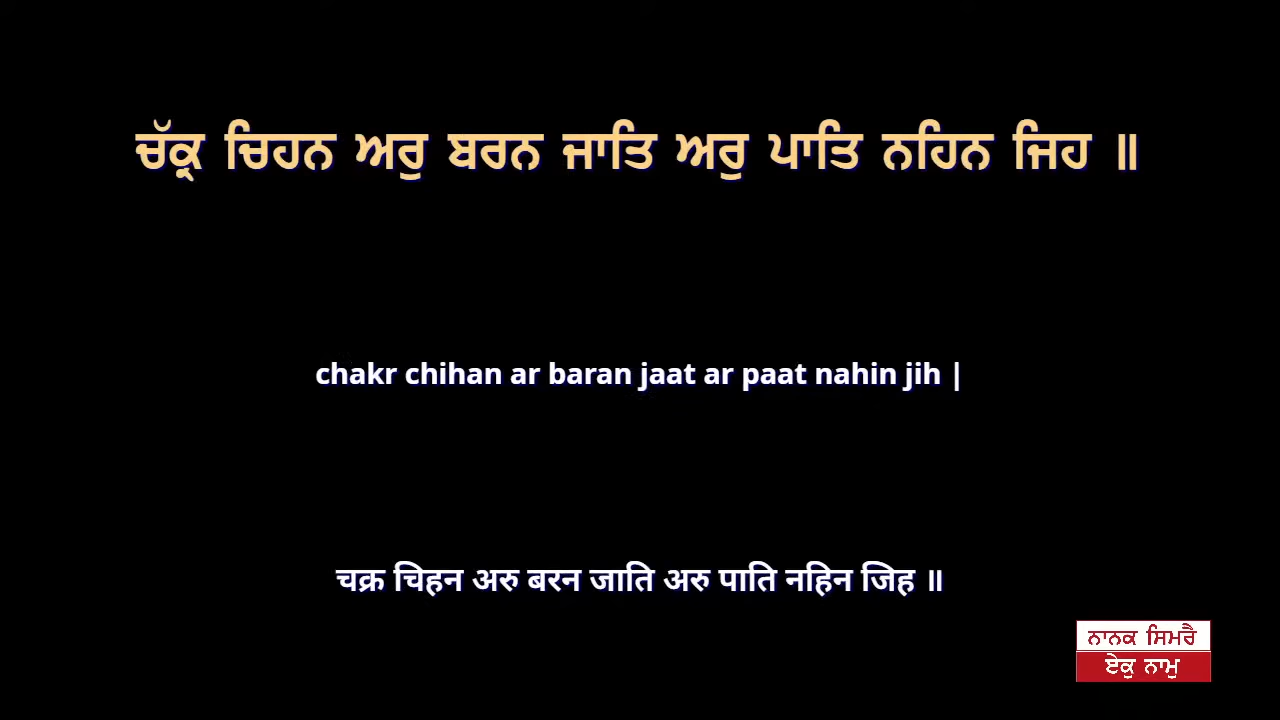 ਚੱਕ੍ਰ ਚਿਹਨ ਅਰੁ ਬਰਨ ਜਾਤਿ ਅਰੁ ਪਾਤਿ ਨਹਿਨ ਜਿਹ ॥
chakr chihan ar baran jaat ar paat nahin jih |
चक्र चिहन अरु बरन जाति अरु पाति नहिन जिह ॥
ਨਾਨਕ ਸਿਮਰੈ
ਏਕੁ ਨਾਮੁ